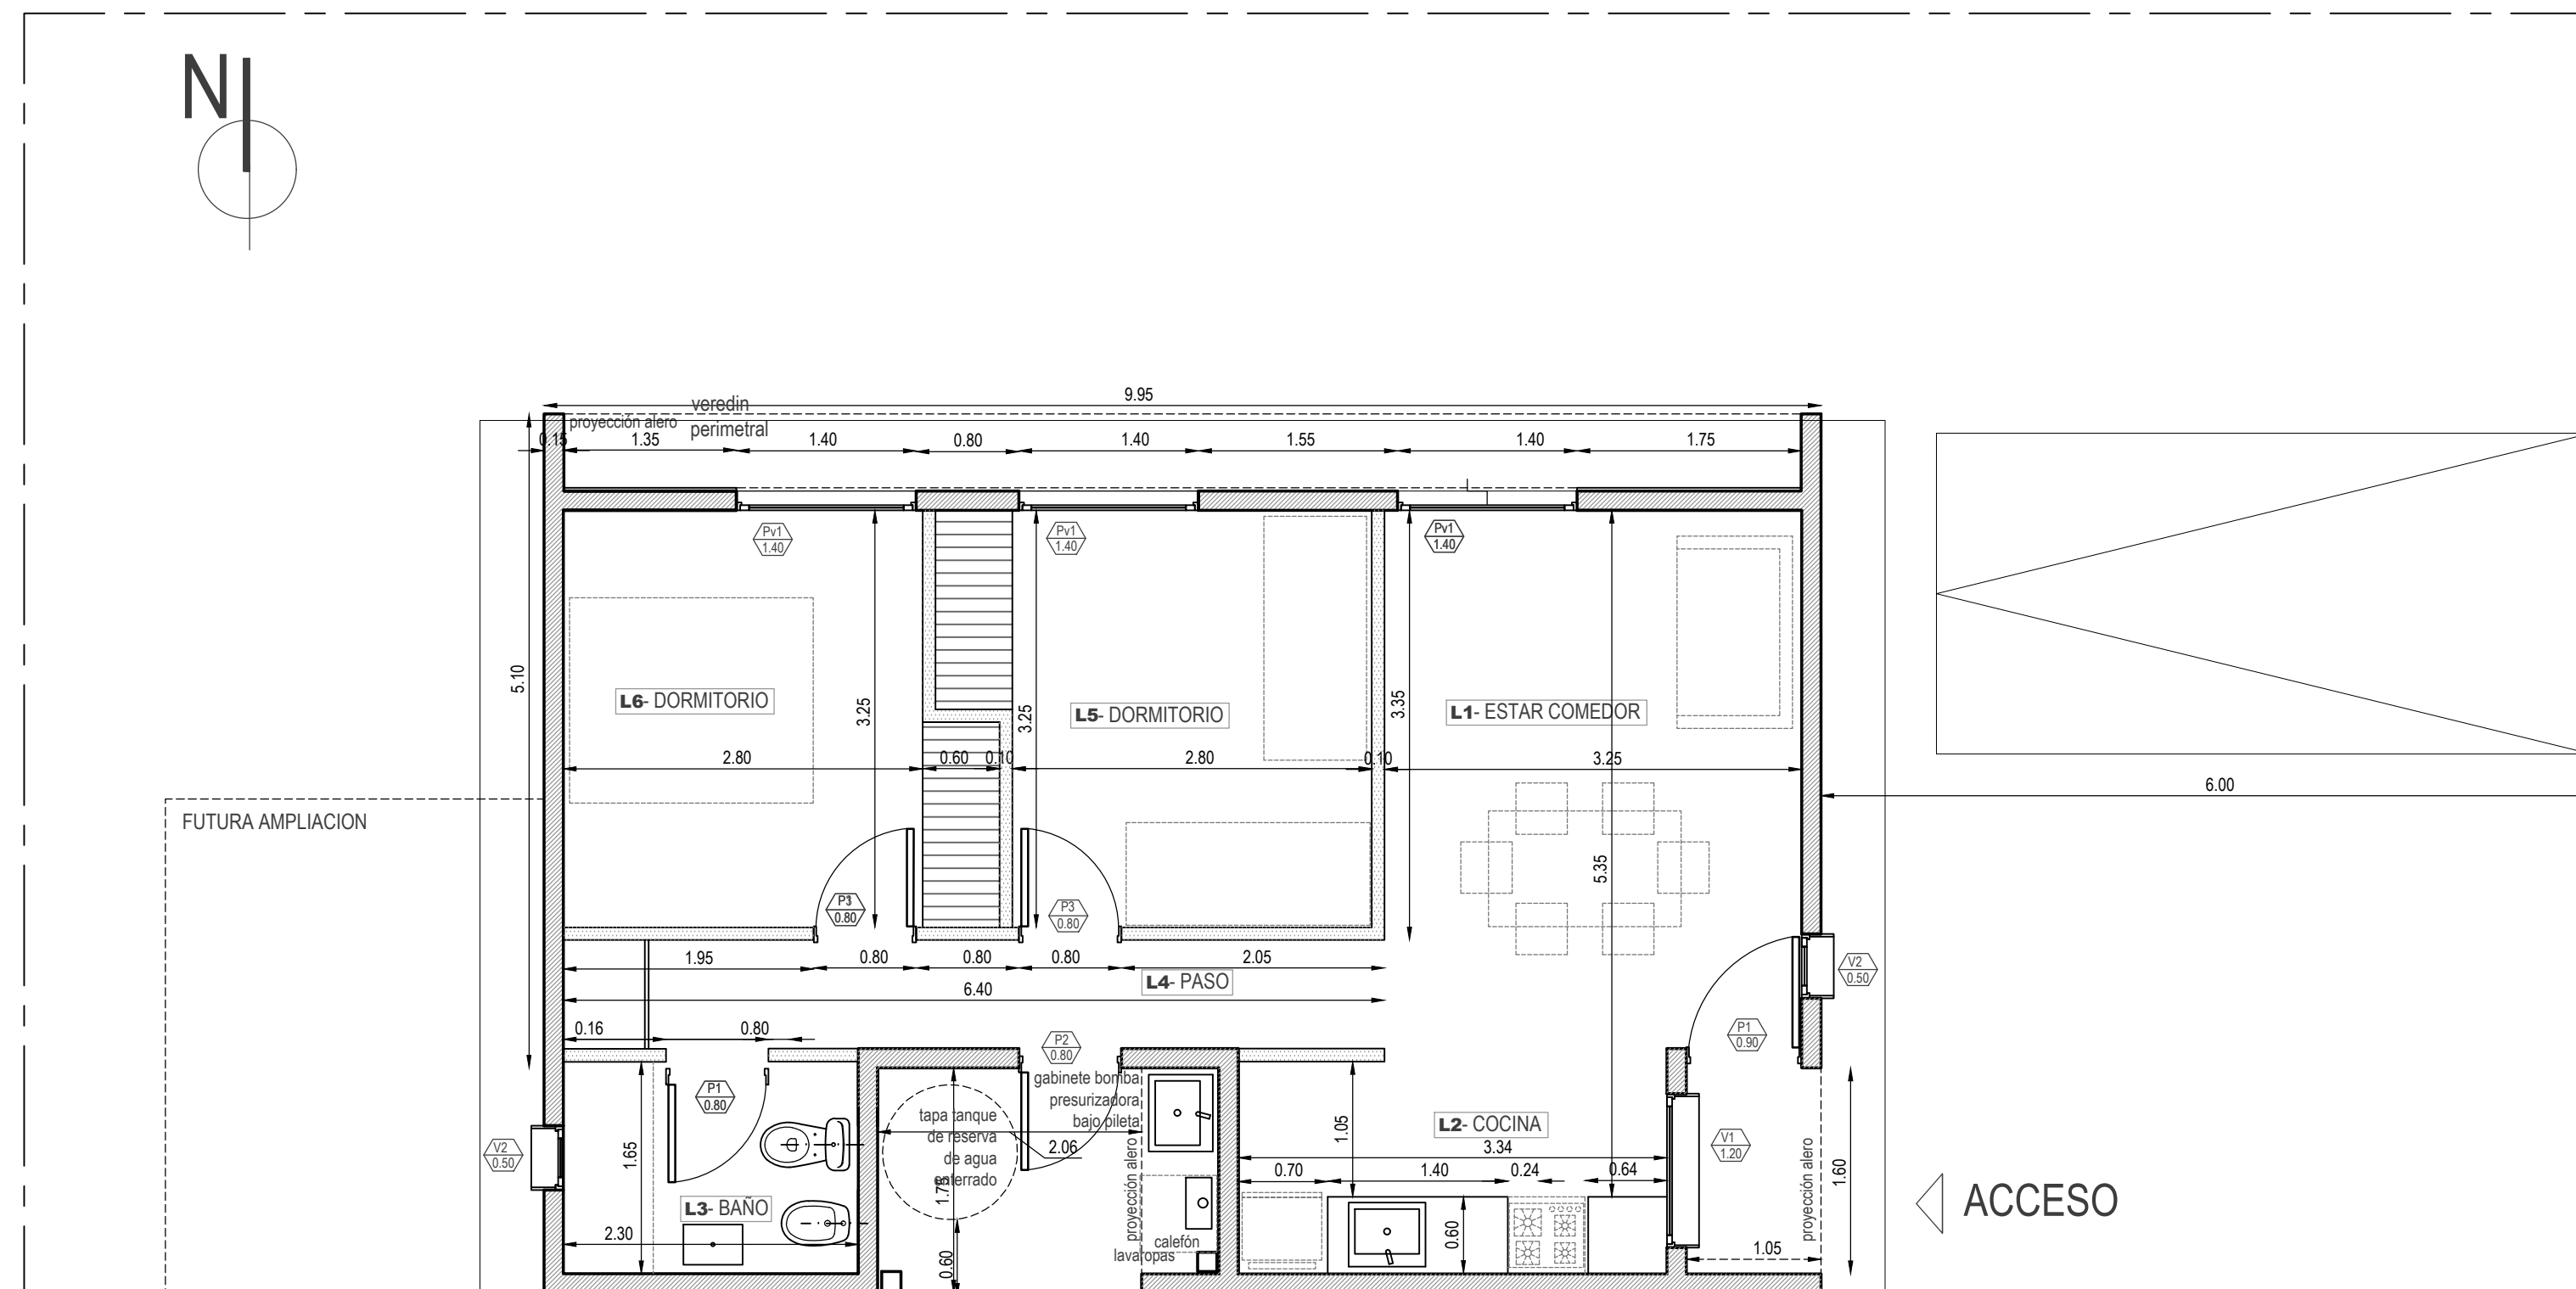 N
9.95
veredin
proyección alero
perimetral
0.15
1.35
1.40
0.80
1.40
1.55
1.40
1.75
Pv1
1.40
Pv1
1.40
Pv1
1.40
5.10
L6- DORMITORIO
3.25
3.25
L5- DORMITORIO
3.35
L1- ESTAR COMEDOR
2.80
0.60
0.10
2.80
0.10
3.25
6.00
FUTURA AMPLIACION
5.35
P3
0.80
P3
0.80
1.95
0.80
0.80
0.80
2.05
L4- PASO
6.40
V2
0.50
0.16
0.80
P2
0.80
P1
0.90
P1
0.80
gabinete bomba
presurizadora
bajo pileta
tapa tanque
de reserva
de agua
enterrado
2.06
1.05
L2- COCINA
3.34
V1
1.20
V2
0.50
1.65
0.70
1.40
0.24
0.64
1.60
proyección alero
proyección alero
L3- BAÑO
ACCESO
2.30
0.60
calefón
lavaropas
0.60
1.05